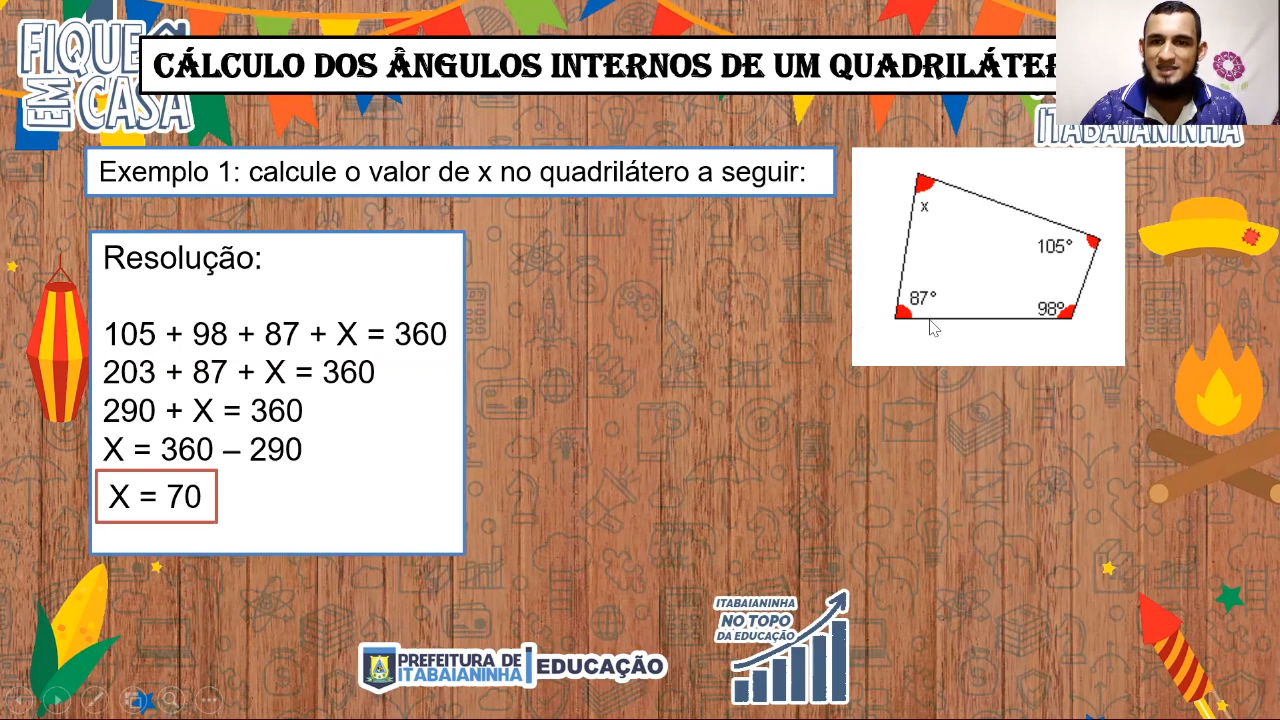 FIQUE
EM
CASA
CÁLCULO DOS ÂNGULOS INTERNOS DE UM QUADRILÁTER
ITABAIANINHA
Exemplo 1: calcule o valor de x no quadrilátero a seguir:
x
105°
87°
98º
Resolução:
105 + 98 + 87 + X = 360
203 + 87 + X = 360
290 + X = 360
X = 360 – 290
X = 70
ITABAIANINHA
NO TOPO
DA EDUCAÇÃO
PREFEITURA DE
ITABAIANINHA
EDUCAÇÃO